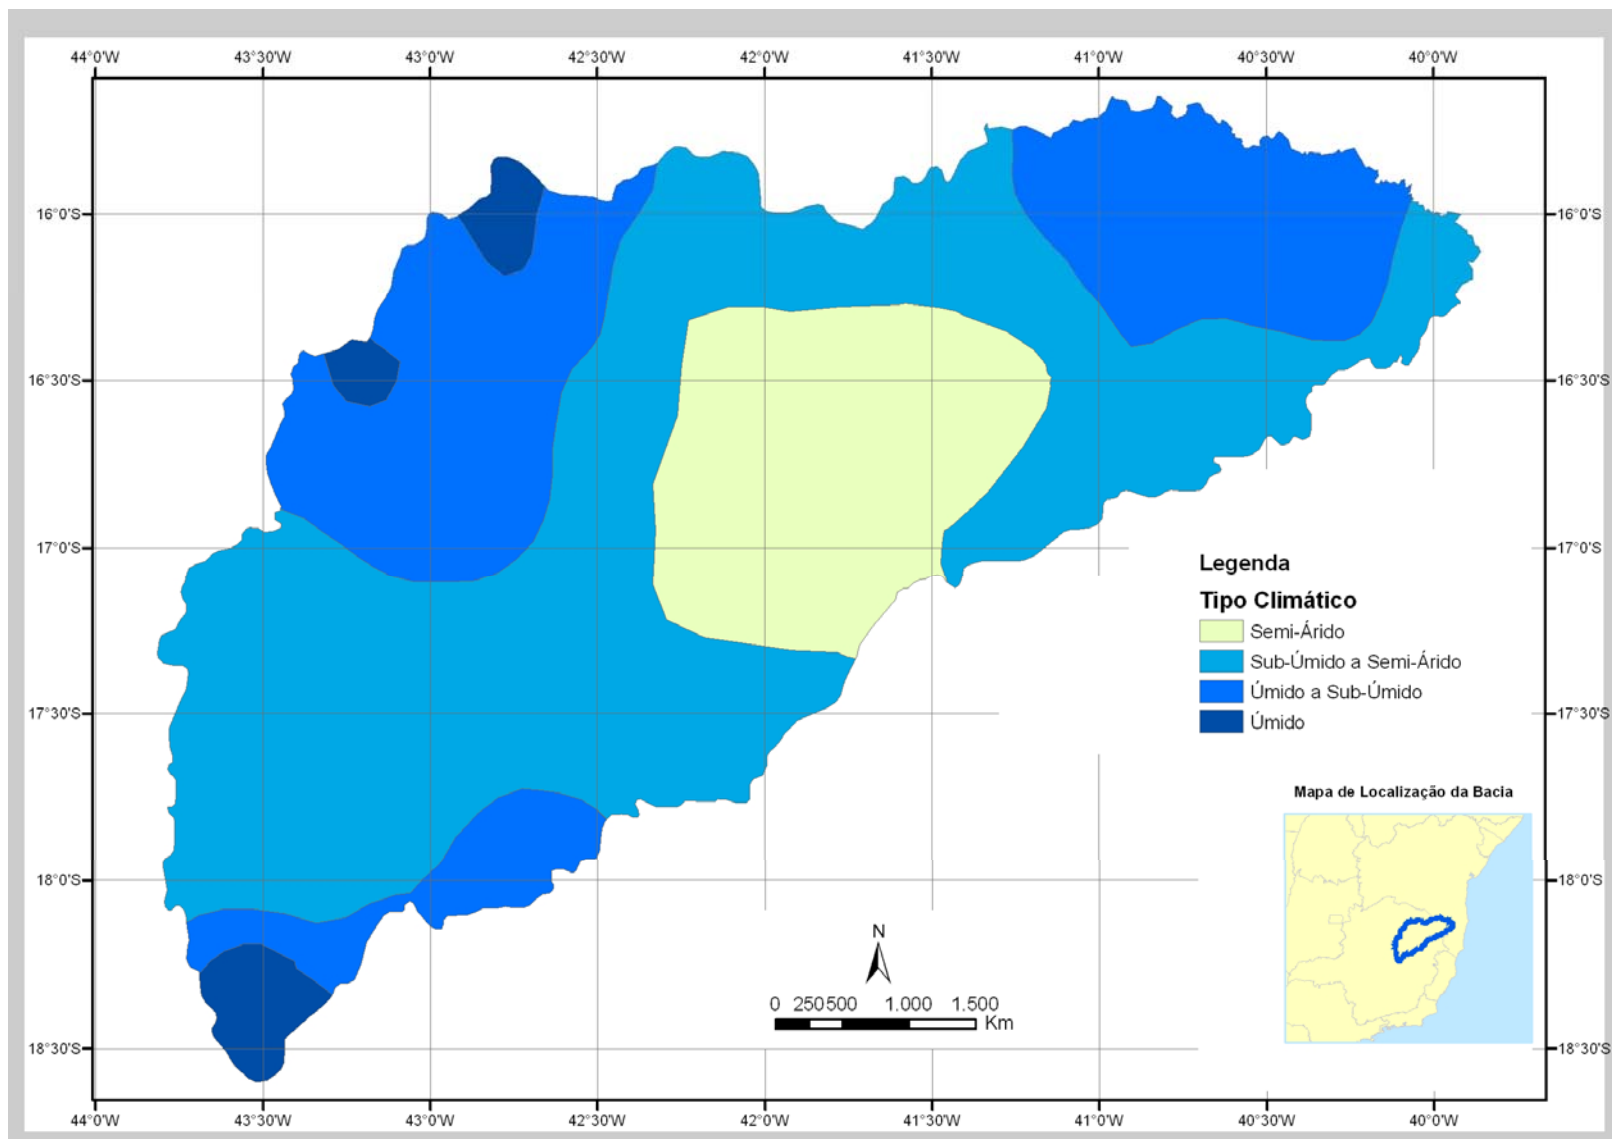 44°0'W 43°30'W 43°0'W 42°30'W 42°0'W 41°30'W 41°0'W 40°30'W 40°0'W
16°0'S 16°0'S
16°30'S 16°30'S
17°0'S 17°0'S
Legenda
Tipo Climático
Semi-Árido
Sub-Úmido a Semi-Árido
Úmido a Sub-Úmido
Úmido
17°30'S 17°30'S
Mapa de Localização da Bacia
18°0'S 18°0'S
N
0 250 500 1.000 1.500
Km
18°30'S 18°30'S
44°0'W 43°30'W 43°0'W 42°30'W 42°0'W 41°30'W 41°0'W 40°30'W 40°0'W